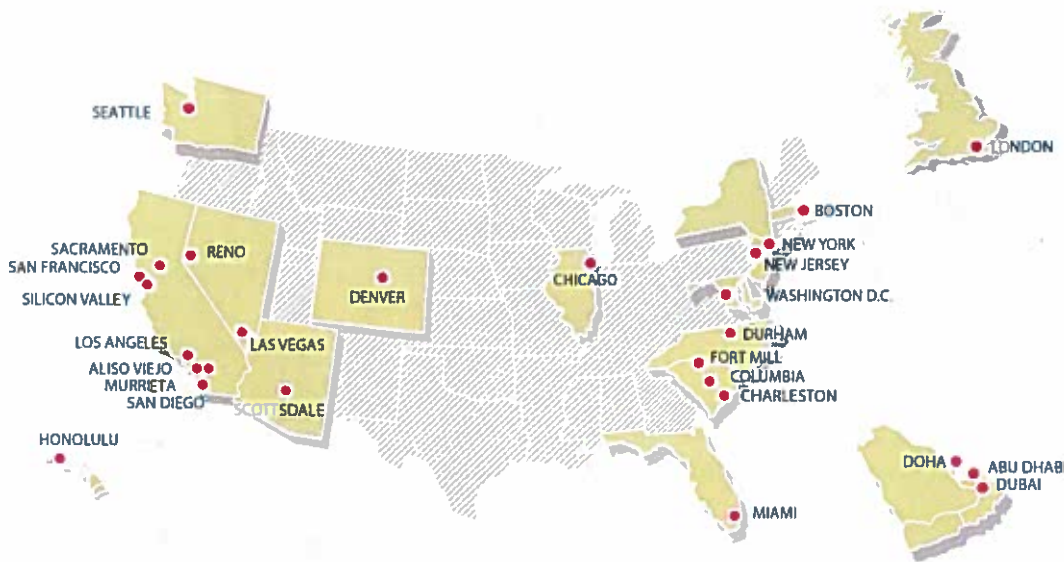 SEATTLE
LONDON
BOSTON
SACRAMENTO
RENO
NEW YORK
SAN FRANCISCO
NEW JERSEY
CHICAGO
SILICON VALLEY
DENVER
WASHINGTON D.C.
DURHAM
LOS ANGELES
LAS VEGAS
FORT MILL
ALISO VIEJO
COLUMBIA
MURRIETA
CHARLESTON
SAN DIEGO
SCOTTSDALE
HONOLULU
DOHA
ABU DHABI
DUBAI
MIAMI